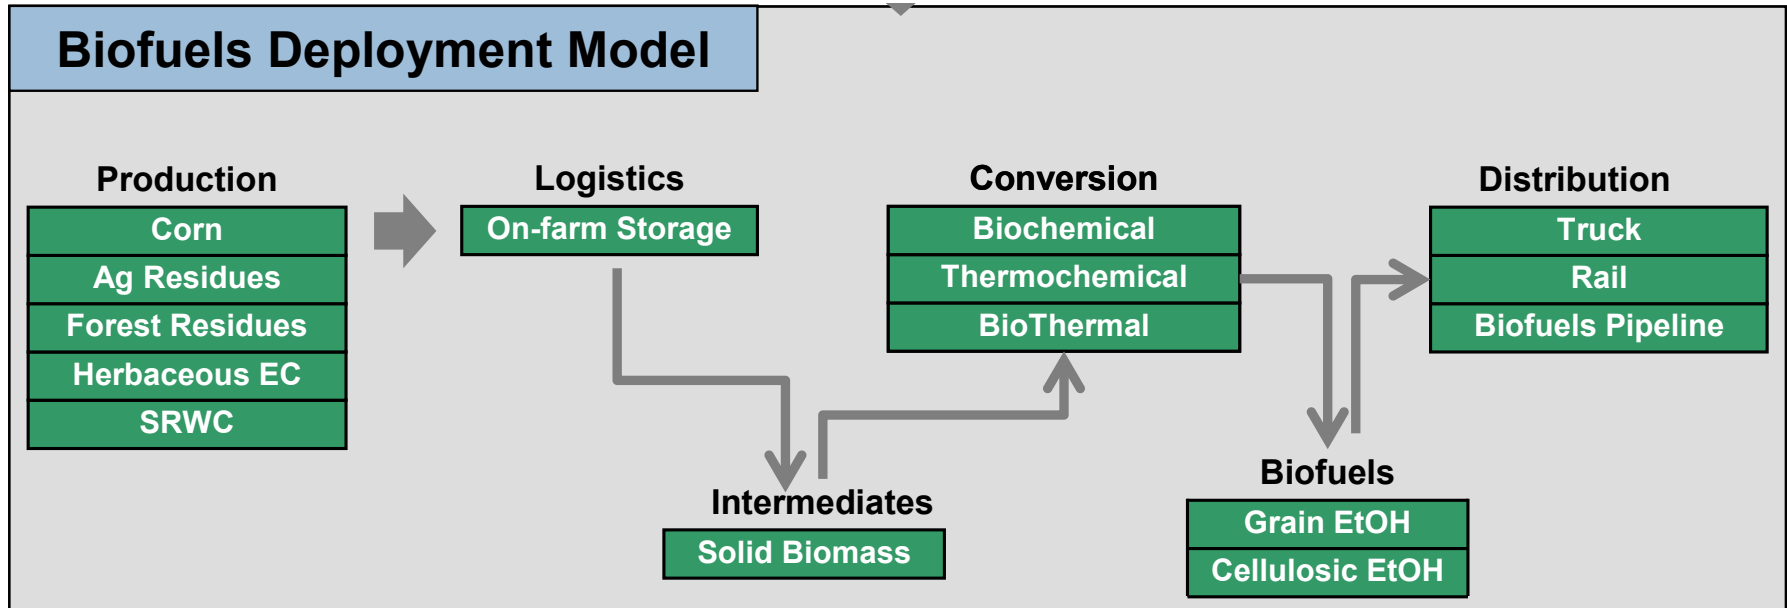 Biofuels Deployment Model
Production
Corn
Ag Residues
Forest Residues
Herbaceous EC
SRWC
Logistics
On-farm Storage
Intermediates
Solid Biomass
Conversion
Biochemical
Thermochemical
BioThermal
Biofuels
Grain EtOH
Cellulosic EtOH
Distribution
Truck
Rail
Biofuels Pipeline